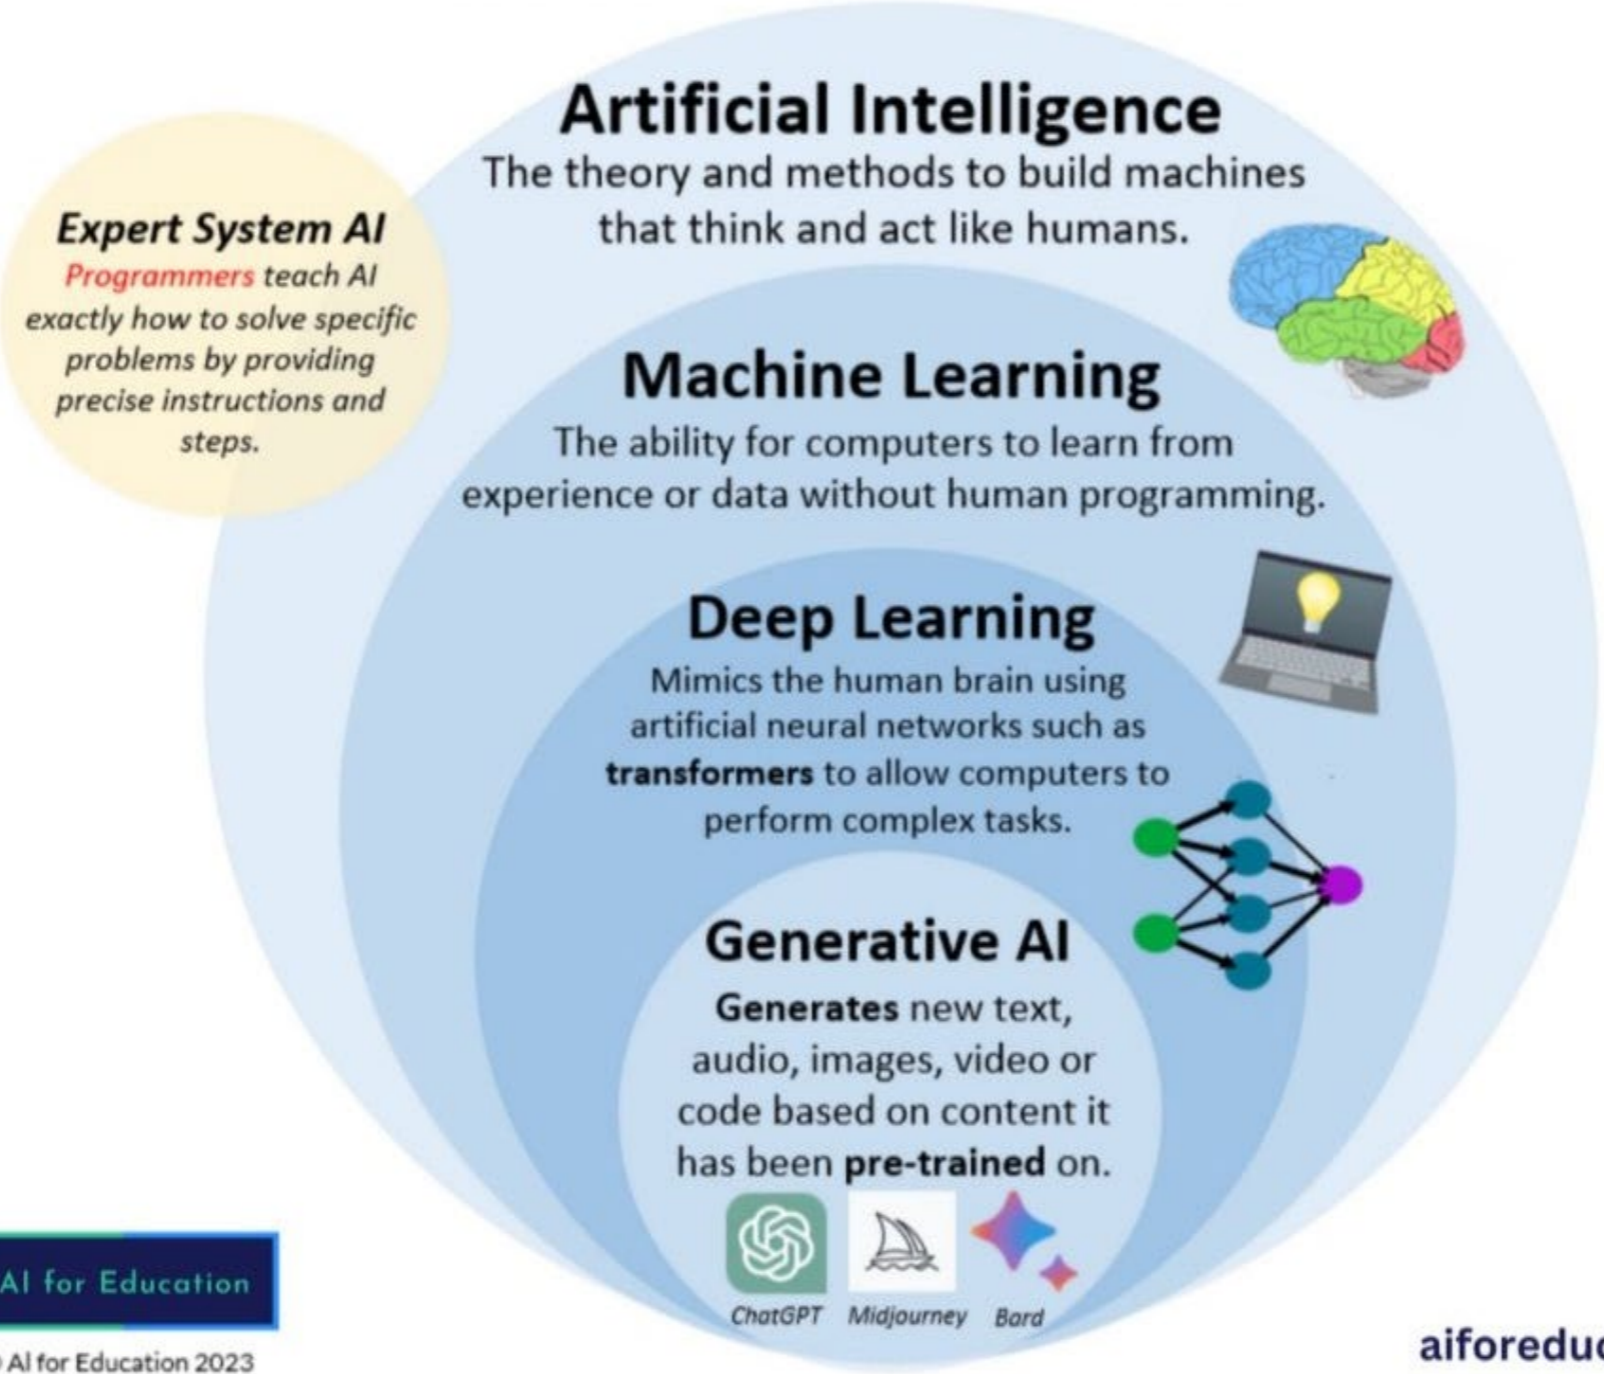 Artificial Intelligence
The theory and methods to build machines
that think and act like humans.
Expert System AI
Programmers teach AI
exactly how to solve specific
problems by providing
precise instructions and
steps.
Machine Learning
The ability for computers to learn from
experience or data without human programming.
Deep Learning
Mimics the human brain using
artificial neural networks such as
transformers to allow computers to
perform complex tasks.
Generative AI
Generates new text,
audio, images, video or
code based on content it
has been pre-trained on.
ChatGPT Midjourney Bard
AI for Education
AI for Education 2023
aiforeduc